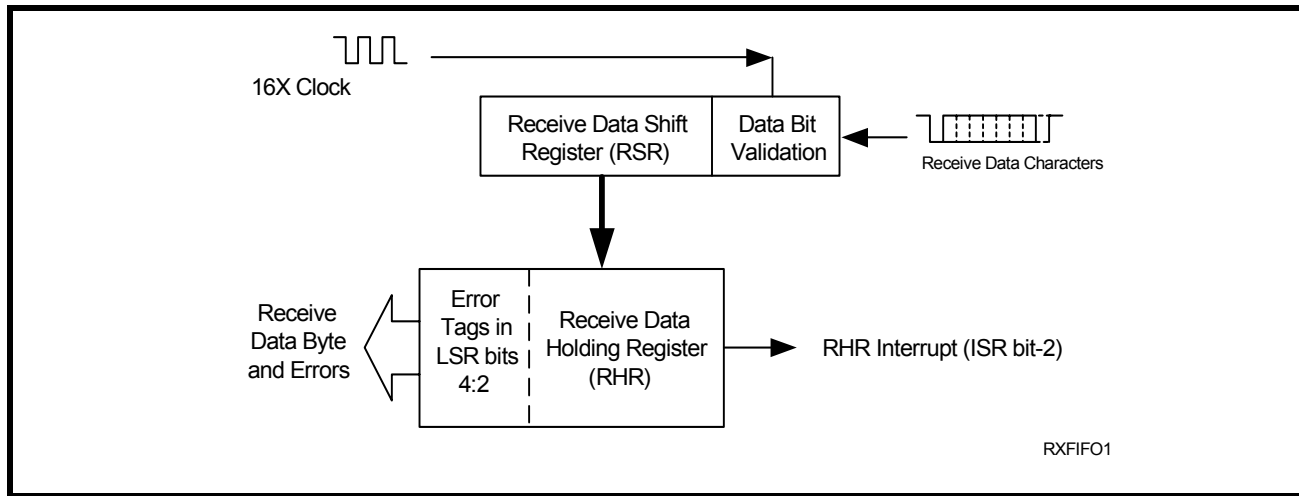 16X Clock
Receive Data Shift
Register (RSR)
Data Bit
Validation
Receive Data Characters
Receive
Data Byte
and Errors
Error
Tags in
LSR bits
4:2
Receive Data
Holding Register
(RHR)
RHR Interrupt (ISR bit-2)
RXFIFO1